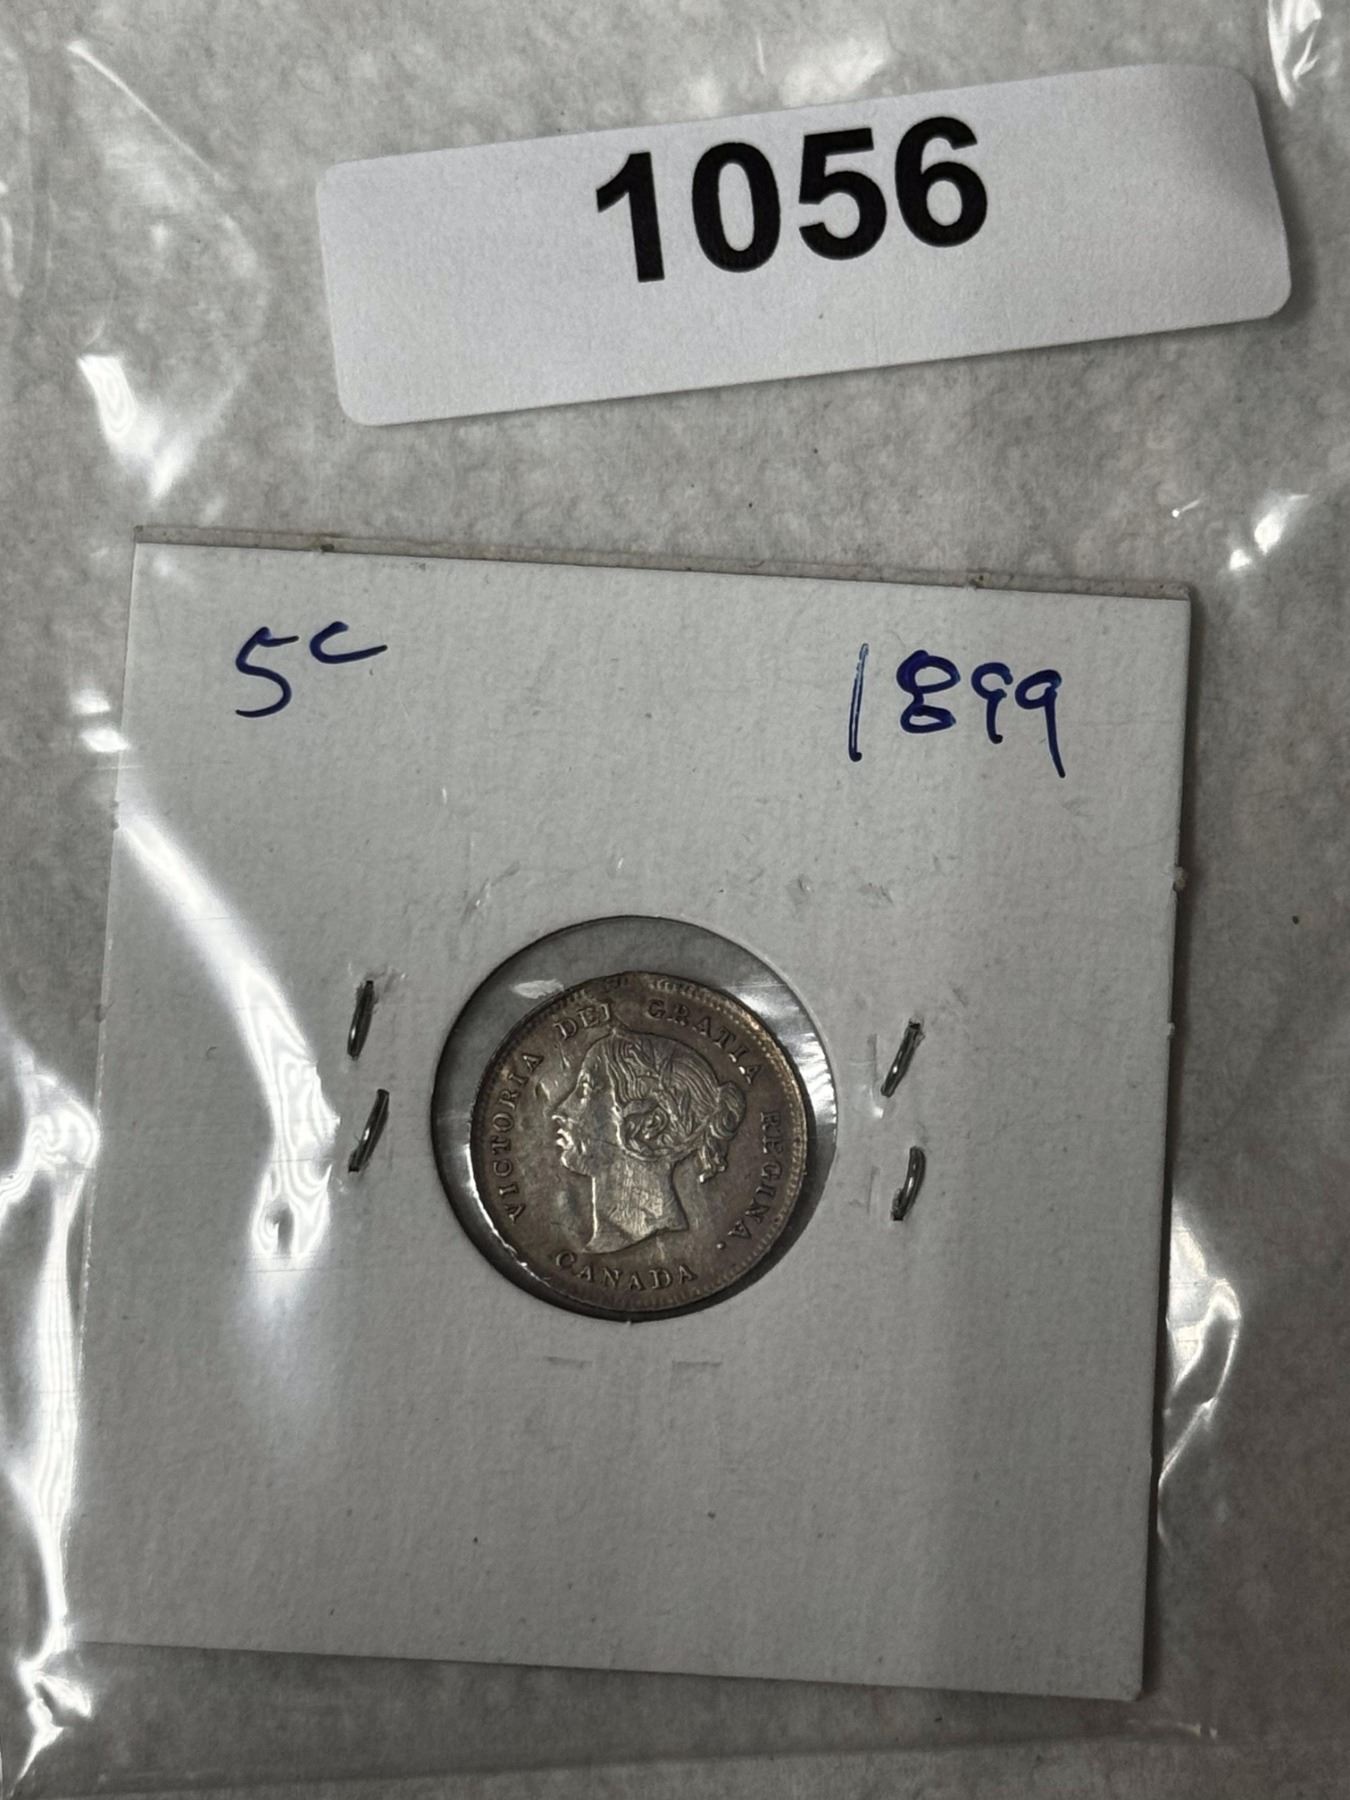 1056
5c 1899
VICTORIA DEI GRATIA REGINA.
CANADA